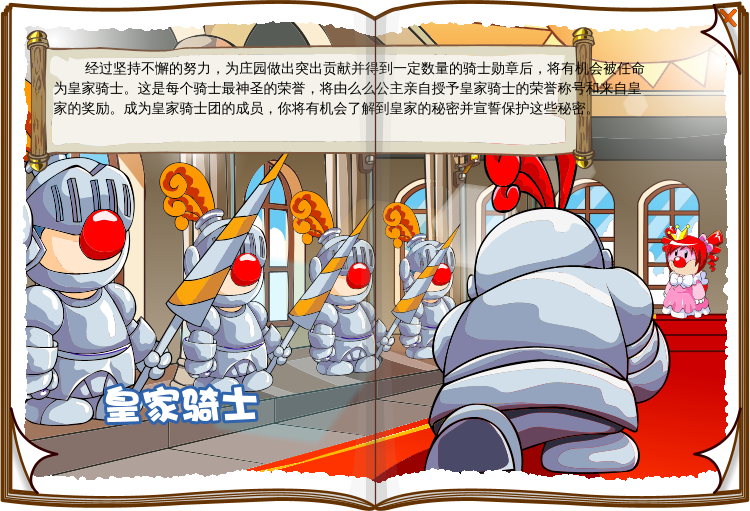 经过坚持不懈的努力，为庄园做出突出贡献并得到一定数量的骑士勋章后，将有机会被任命
为皇家骑士。这是每个骑士最神圣的荣誉，将由么么公主亲自授予皇家骑士的荣誉称号和来自皇
家的奖励。成为皇家骑士团的成员，你将有机会了解到皇家的秘密并宣誓保护这些秘密。
皇家骑士